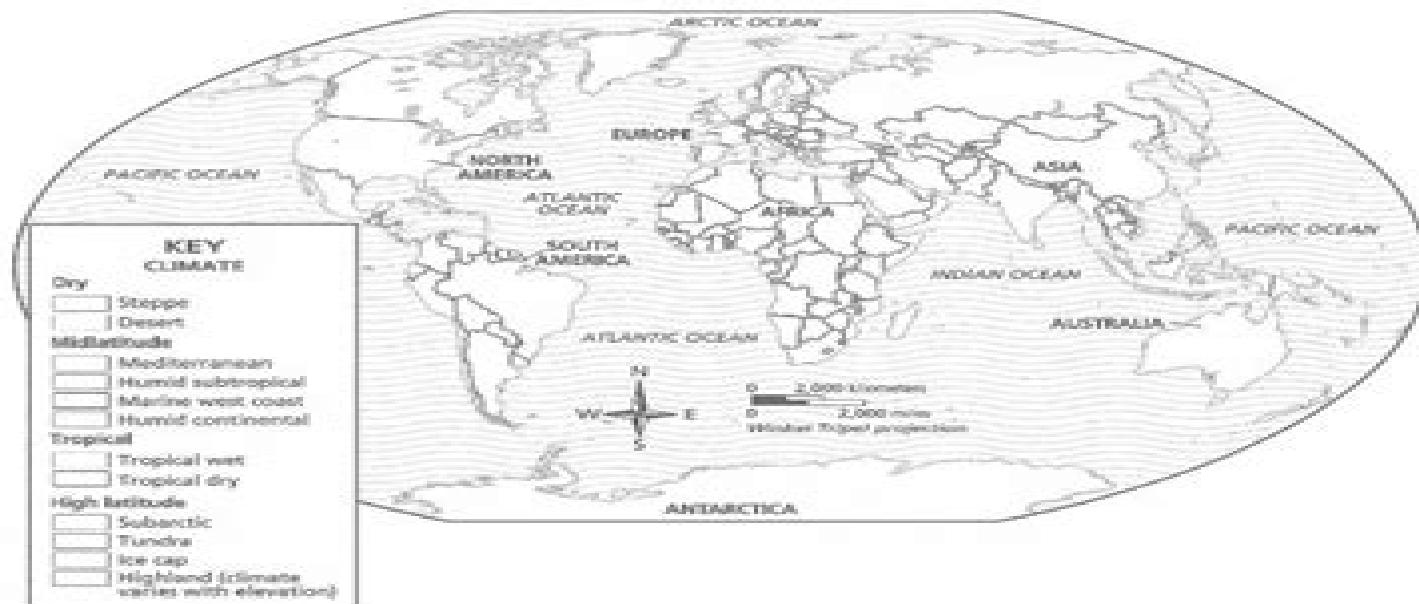 ARCTIC OCEAN
EUROPE
NORTH
AMERICA
ASIA
PACIFIC OCEAN
ATLANTIC
OCEAN
AFRICA
PACIFIC OCEAN
SOUTH
AMERICA
INDIAN OCEAN
AUSTRALIA
ATLANTIC OCEAN
N
W E
S
0 2,000 kilometers
0 2,000 miles
Winkel Tripel projection
ANTARCTICA
KEY
CLIMATE
Dry
Steppe
Desert
Midlatitude
Mediterranean
Humid subtropical
Marine west coast
Humid continental
Tropical
Tropical wet
Tropical dry
High latitude
Subarctic
Tundra
Ice cap
Highland (climate
varies with elevation)